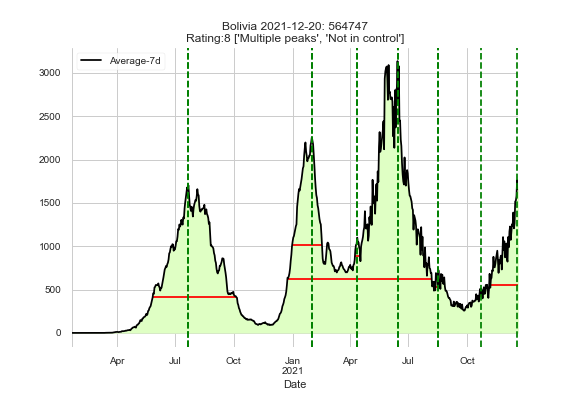 Bolivia 2021-12-20: 564747
Rating:8 ['Multiple peaks', 'Not in control']
Average-7d
3000
2500
2000
1500
1000
500
0
Apr Jul Oct Jan Apr Jul Oct
2021
Date